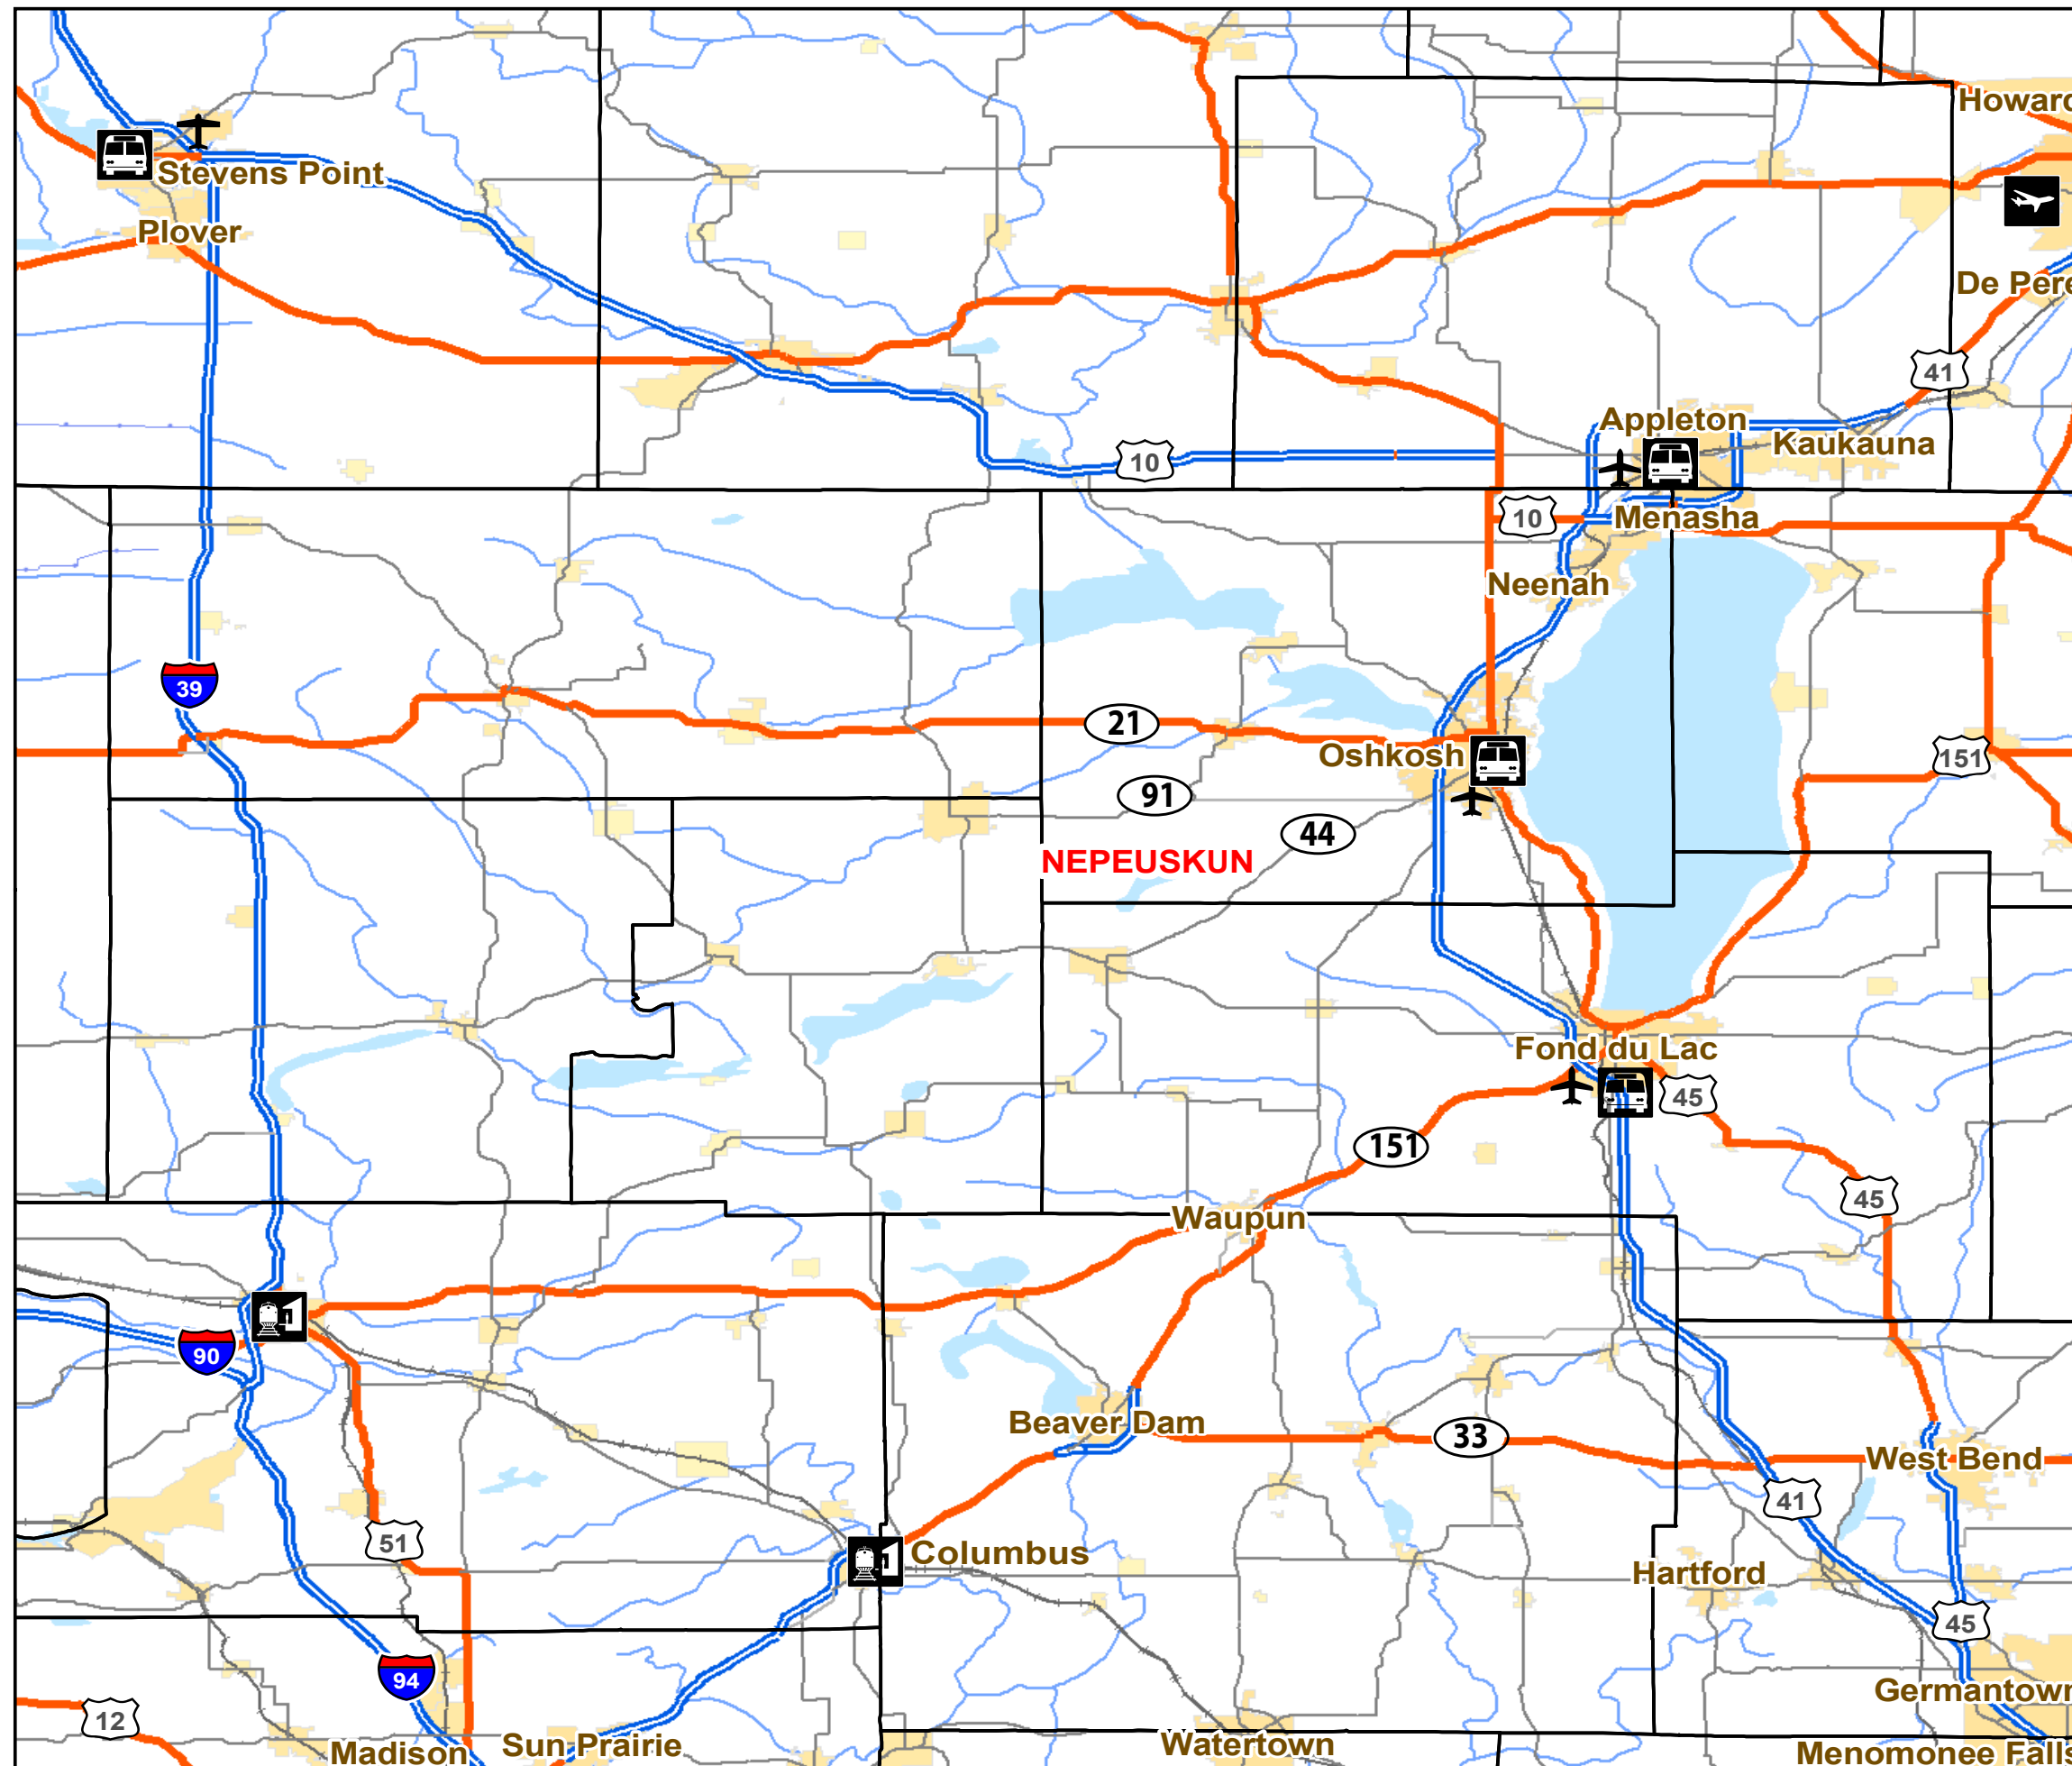 Howard
Stevens Point
Plover
De Pere
41
Appleton
Kaukauna
10
10
Menasha
Neenah
39
21
Oshkosh
151
91
44
NEPEUSKUN
Fond du Lac
45
151
45
Waupun
90
Beaver Dam
33
West Bend
41
51
Columbus
Hartford
45
94
Germantown
12
Madison
Sun Prairie
Watertown
Menomonee Falls